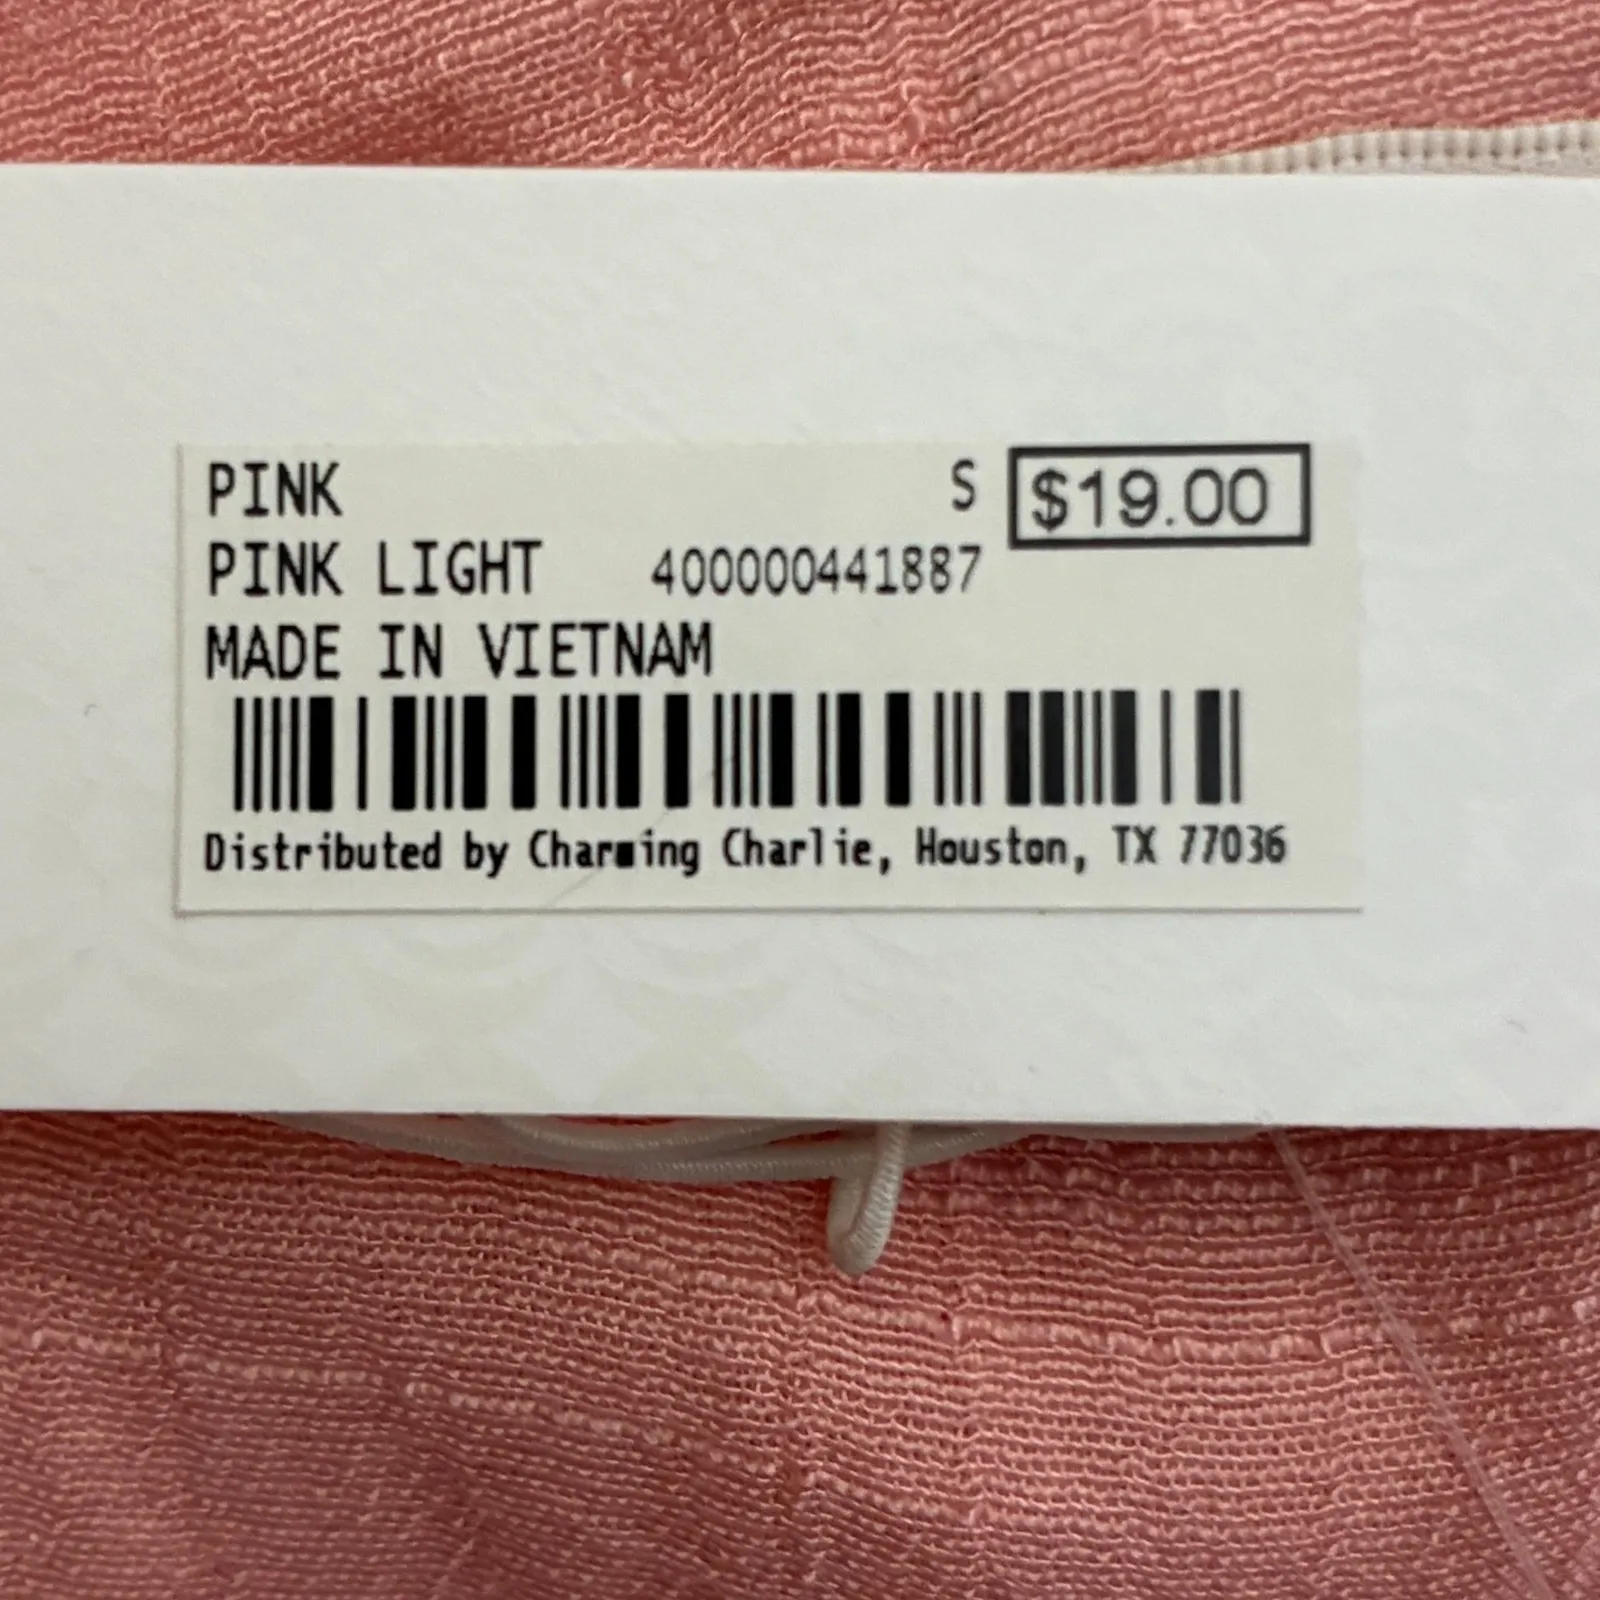 PINK S $19.00
PINK LIGHT 400000441887
MADE IN VIETNAM
Distributed by Charming Charlie, Houston, TX 77036